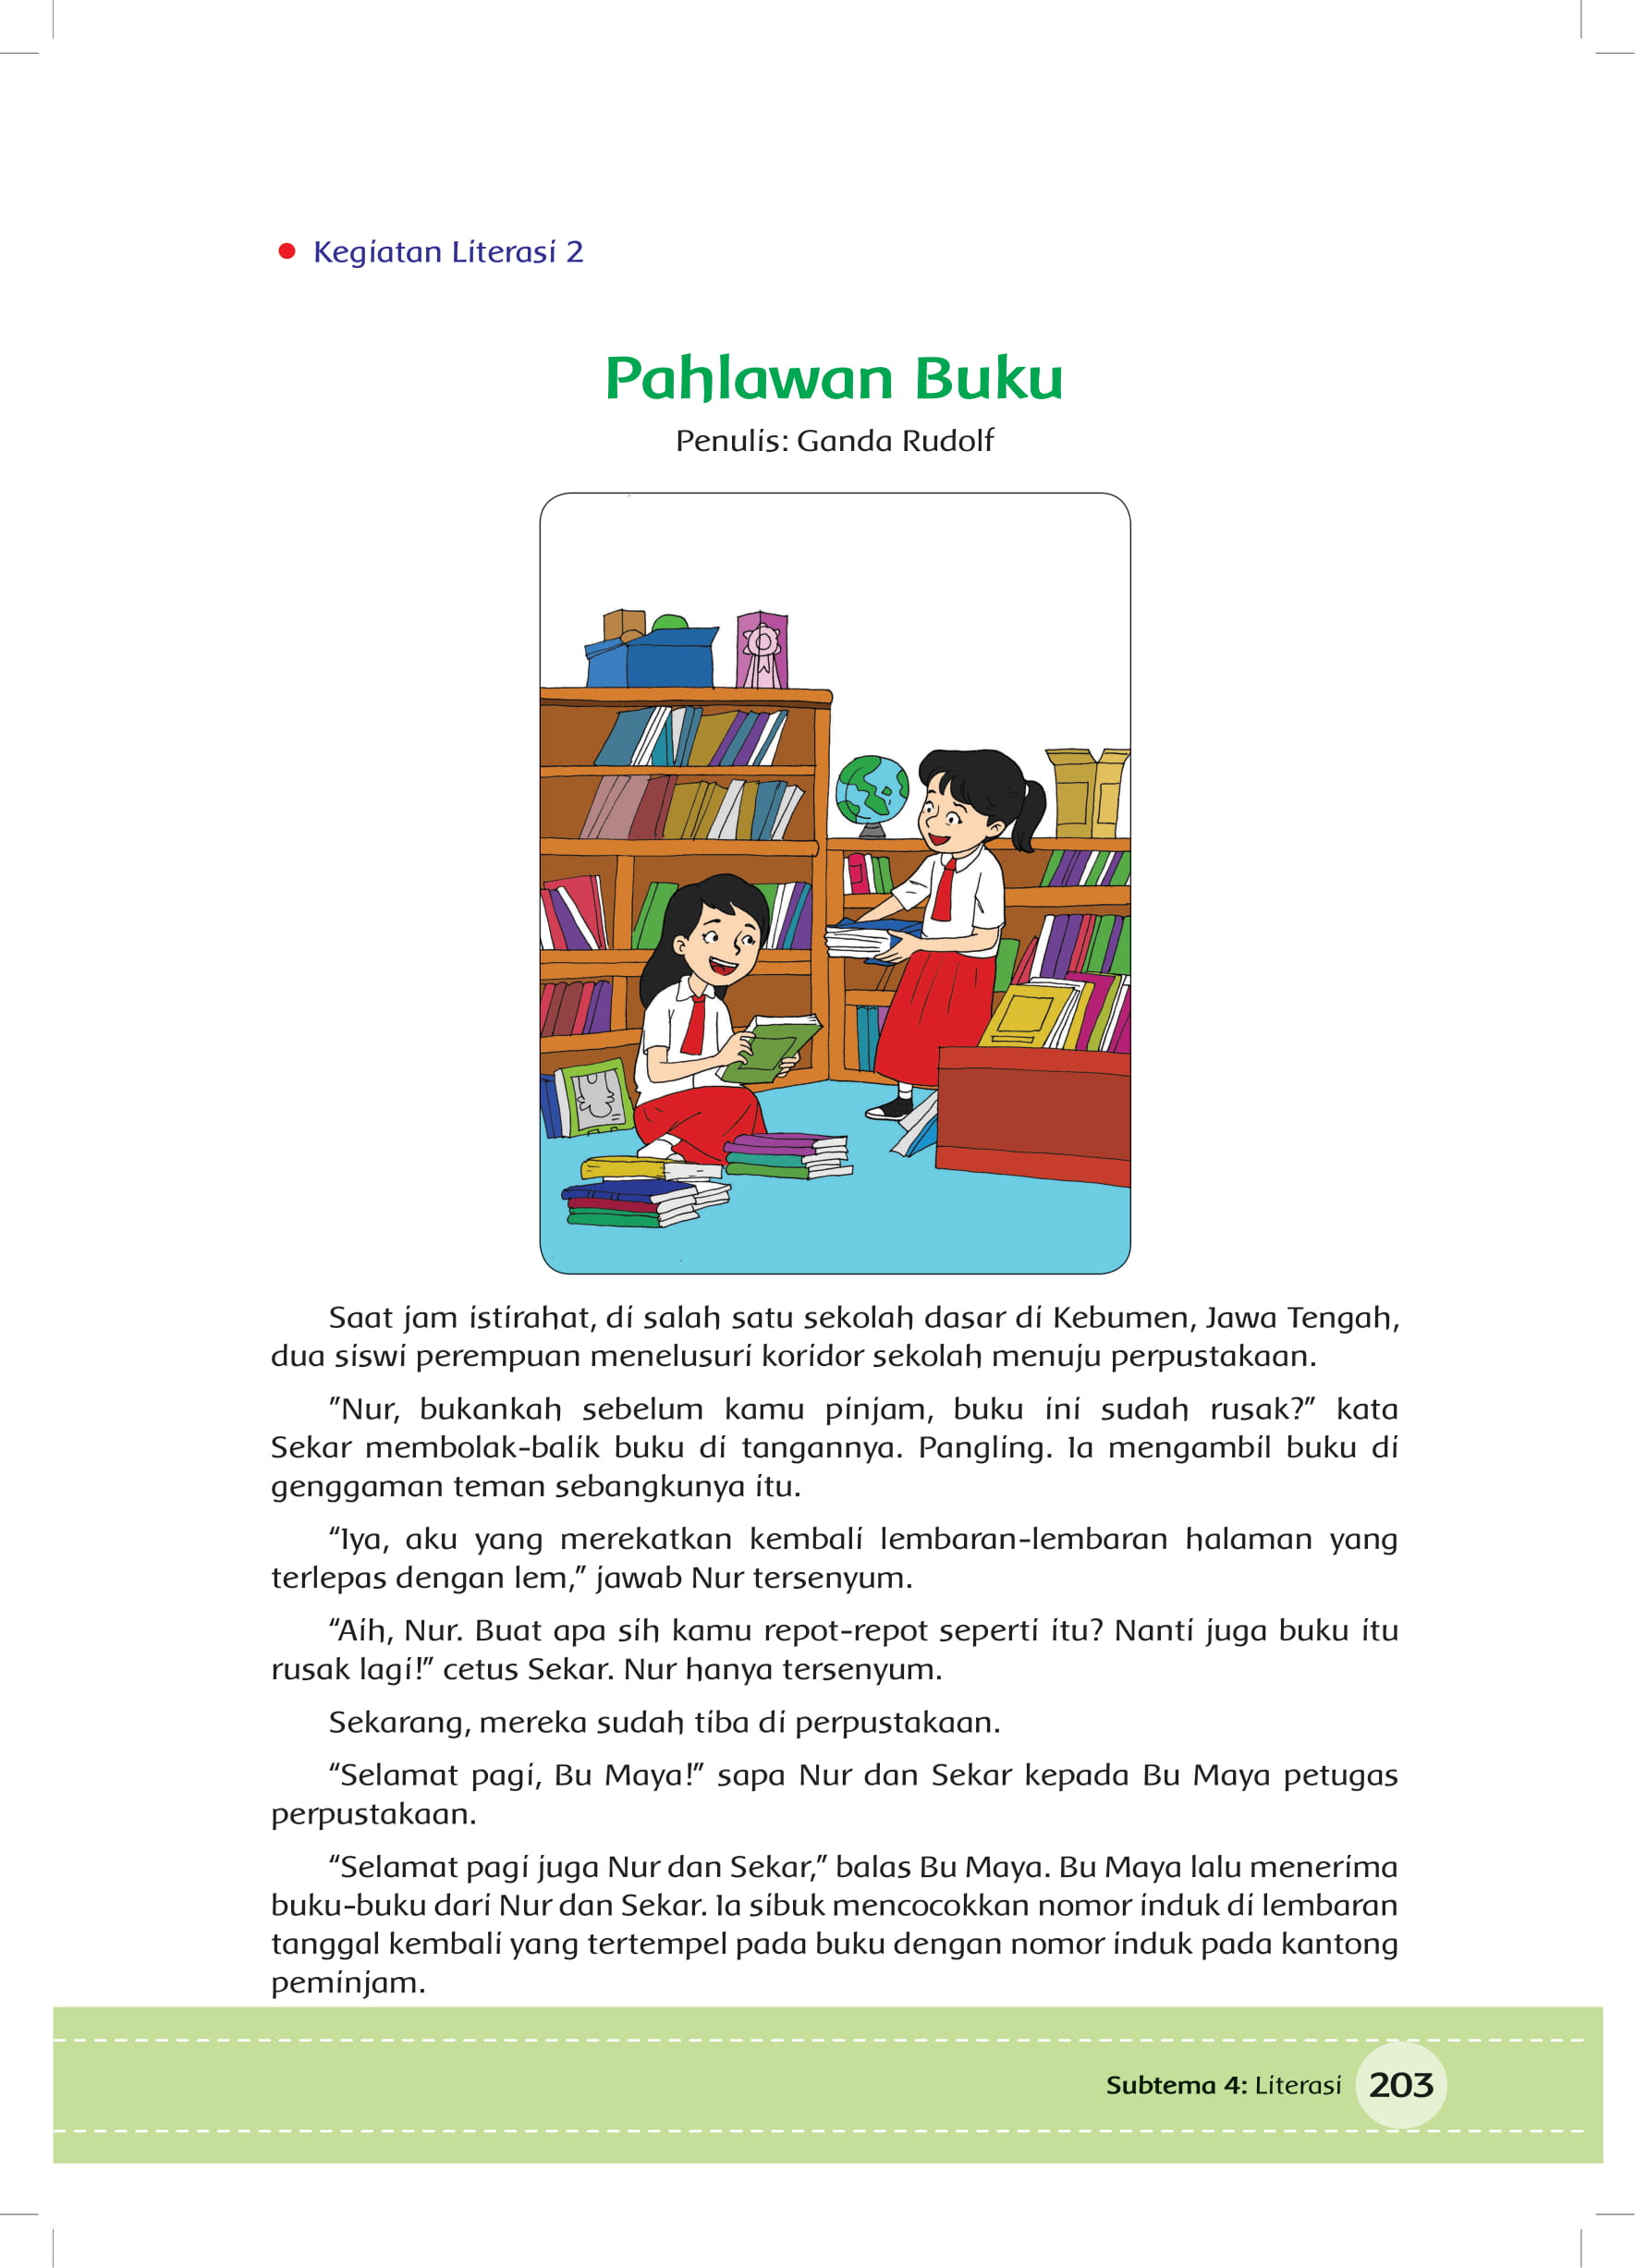 • Kegiatan Literasi 2
Pahlawan Buku
Penulis: Ganda Rudolf
Saat jam istirahat, di salah satu sekolah dasar di Kebumen, Jawa Tengah,
dua siswi perempuan menelusuri koridor sekolah menuju perpustakaan.
”Nur, bukankah sebelum kamu pinjam, buku ini sudah rusak?” kata
Sekar membolak-balik buku di tangannya. Pangling. Ia mengambil buku di
genggaman teman sebangkunya itu.
“Iya, aku yang merekatkan kembali lembaran-lembaran halaman yang
terlepas dengan lem,” jawab Nur tersenyum.
“Aih, Nur. Buat apa sih kamu repot-repot seperti itu? Nanti juga buku itu
rusak lagi!” cetus Sekar. Nur hanya tersenyum.
Sekarang, mereka sudah tiba di perpustakaan.
“Selamat pagi, Bu Maya!” sapa Nur dan Sekar kepada Bu Maya petugas
perpustakaan.
“Selamat pagi juga Nur dan Sekar,” balas Bu Maya. Bu Maya lalu menerima
buku-buku dari Nur dan Sekar. Ia sibuk mencocokkan nomor induk di lembaran
tanggal kembali yang tertempel pada buku dengan nomor induk pada kantong
peminjam.
Subtema 4: Literasi 203